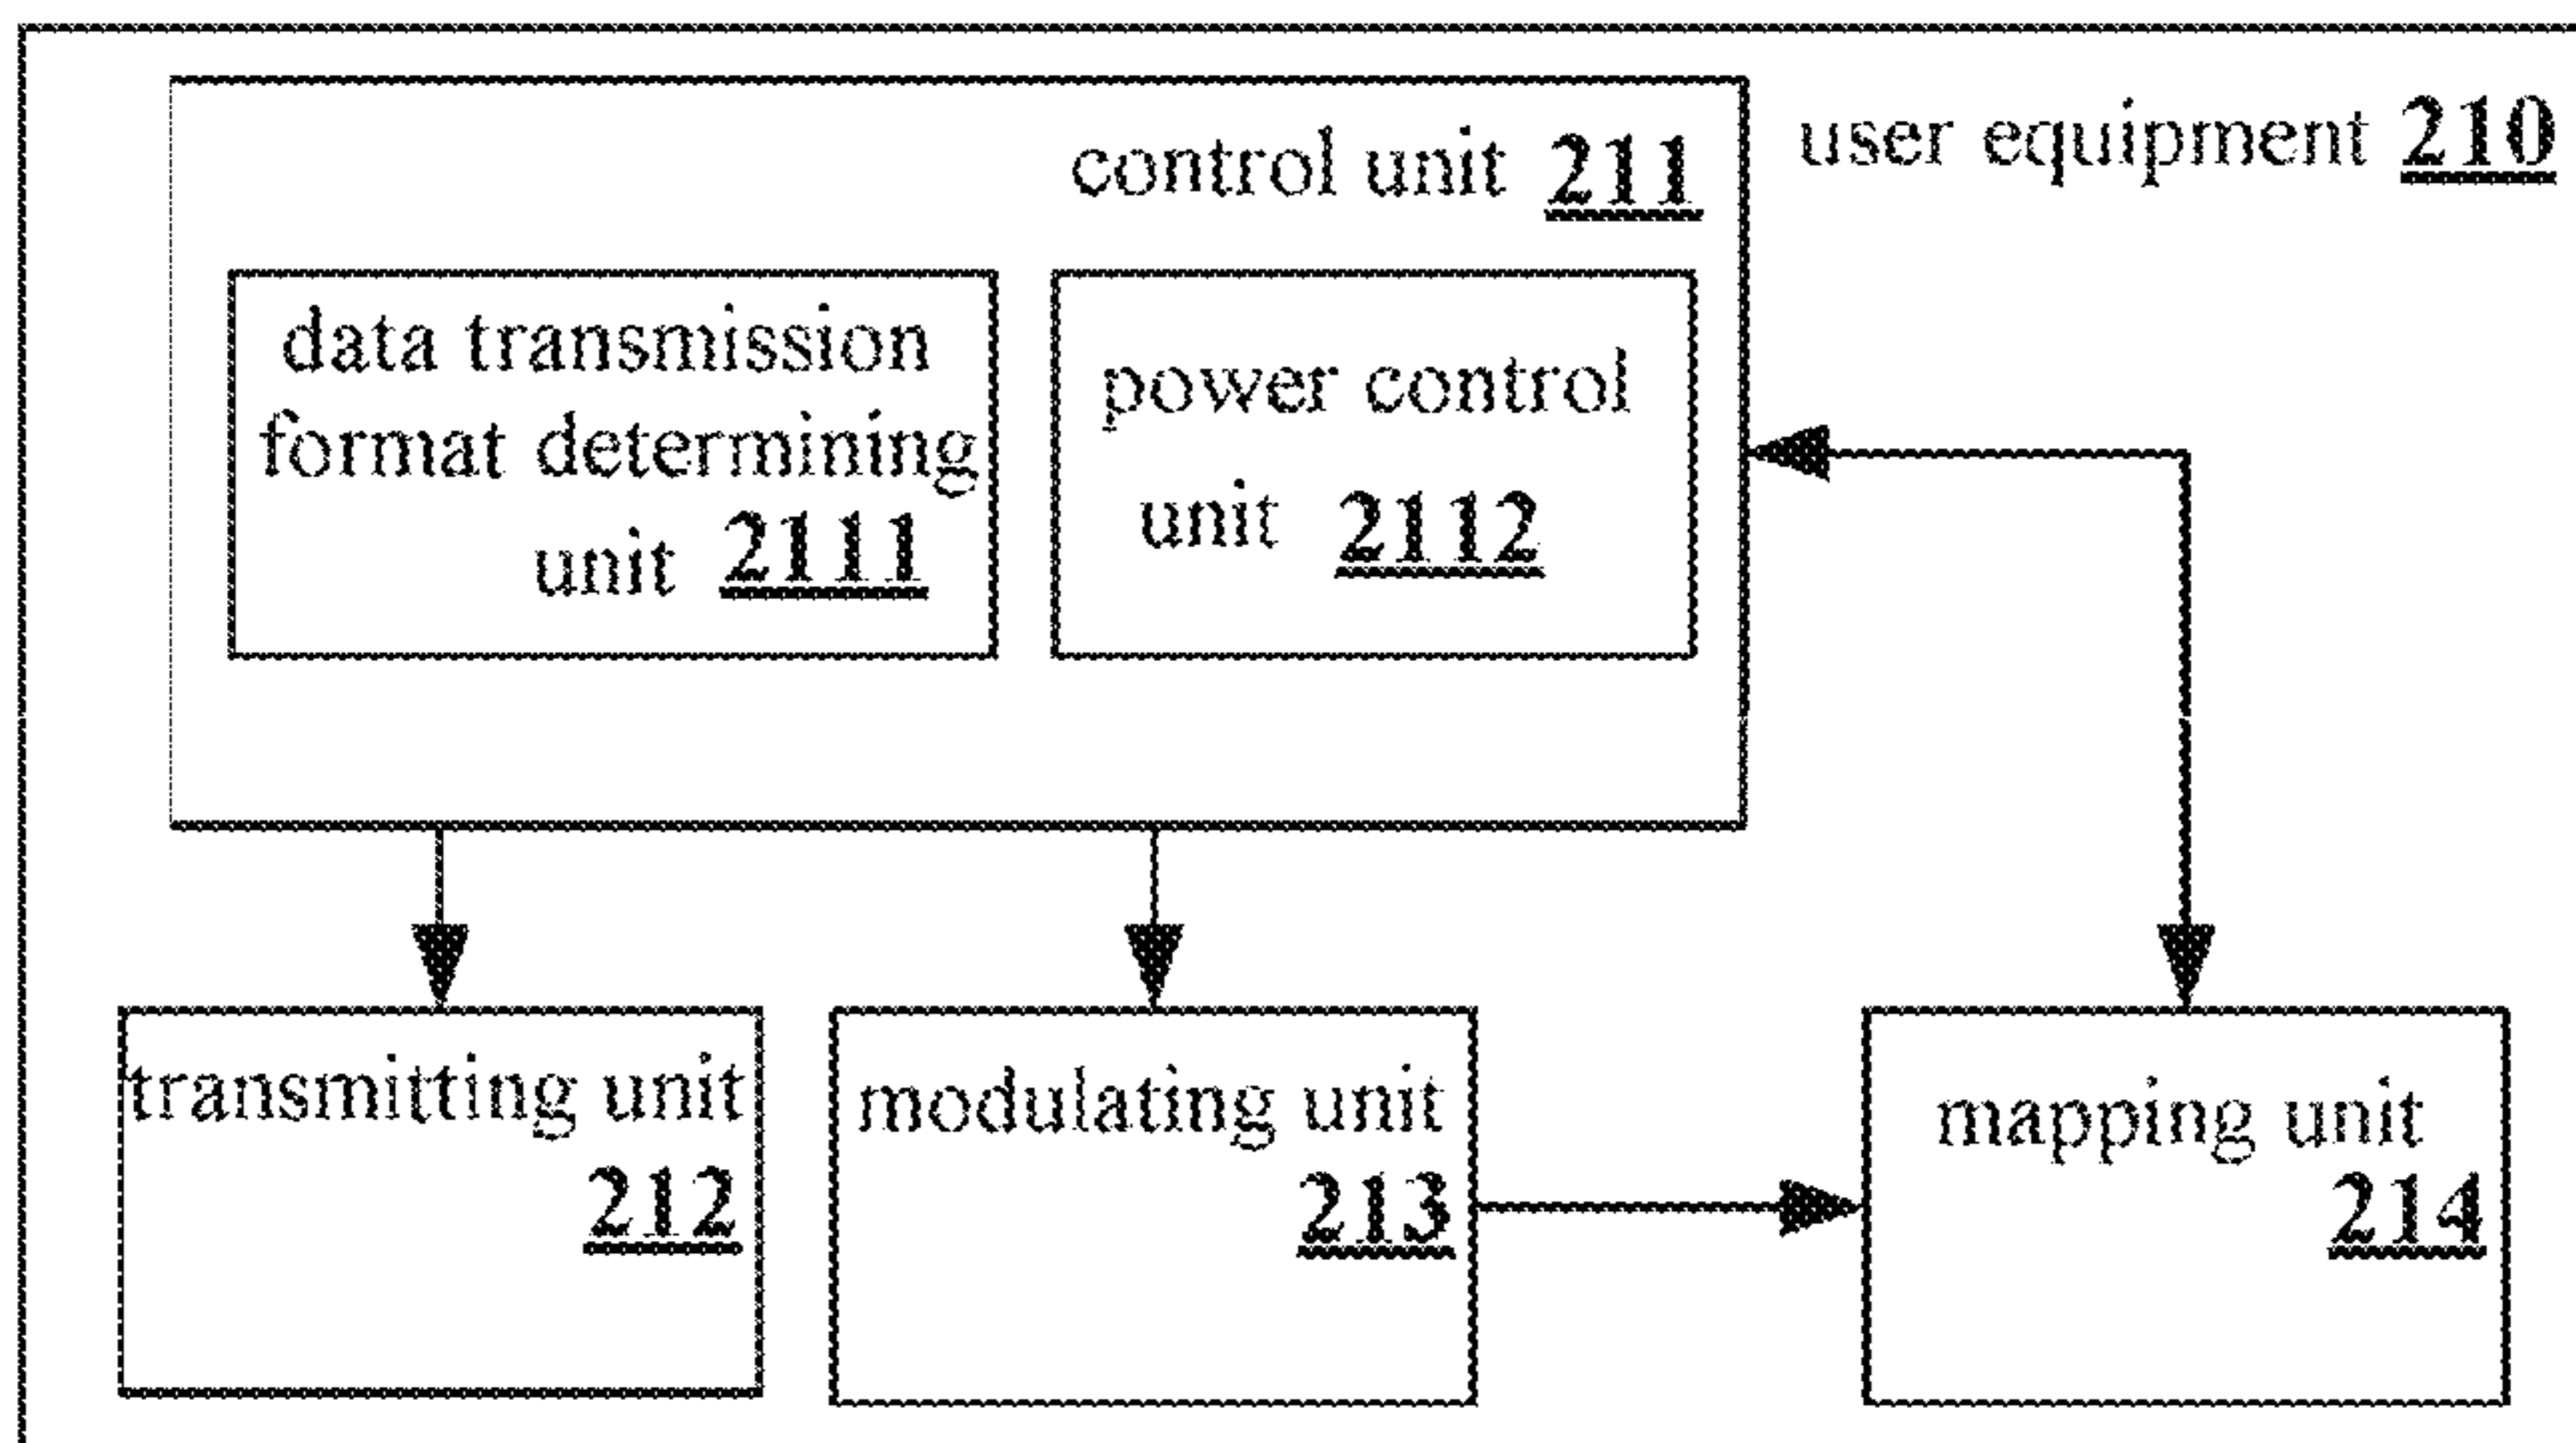 user equipment 210
control unit 211
data transmission
format determining
unit 2111
power control
unit 2112
transmitting unit
212
modulating unit
213
mapping unit
214